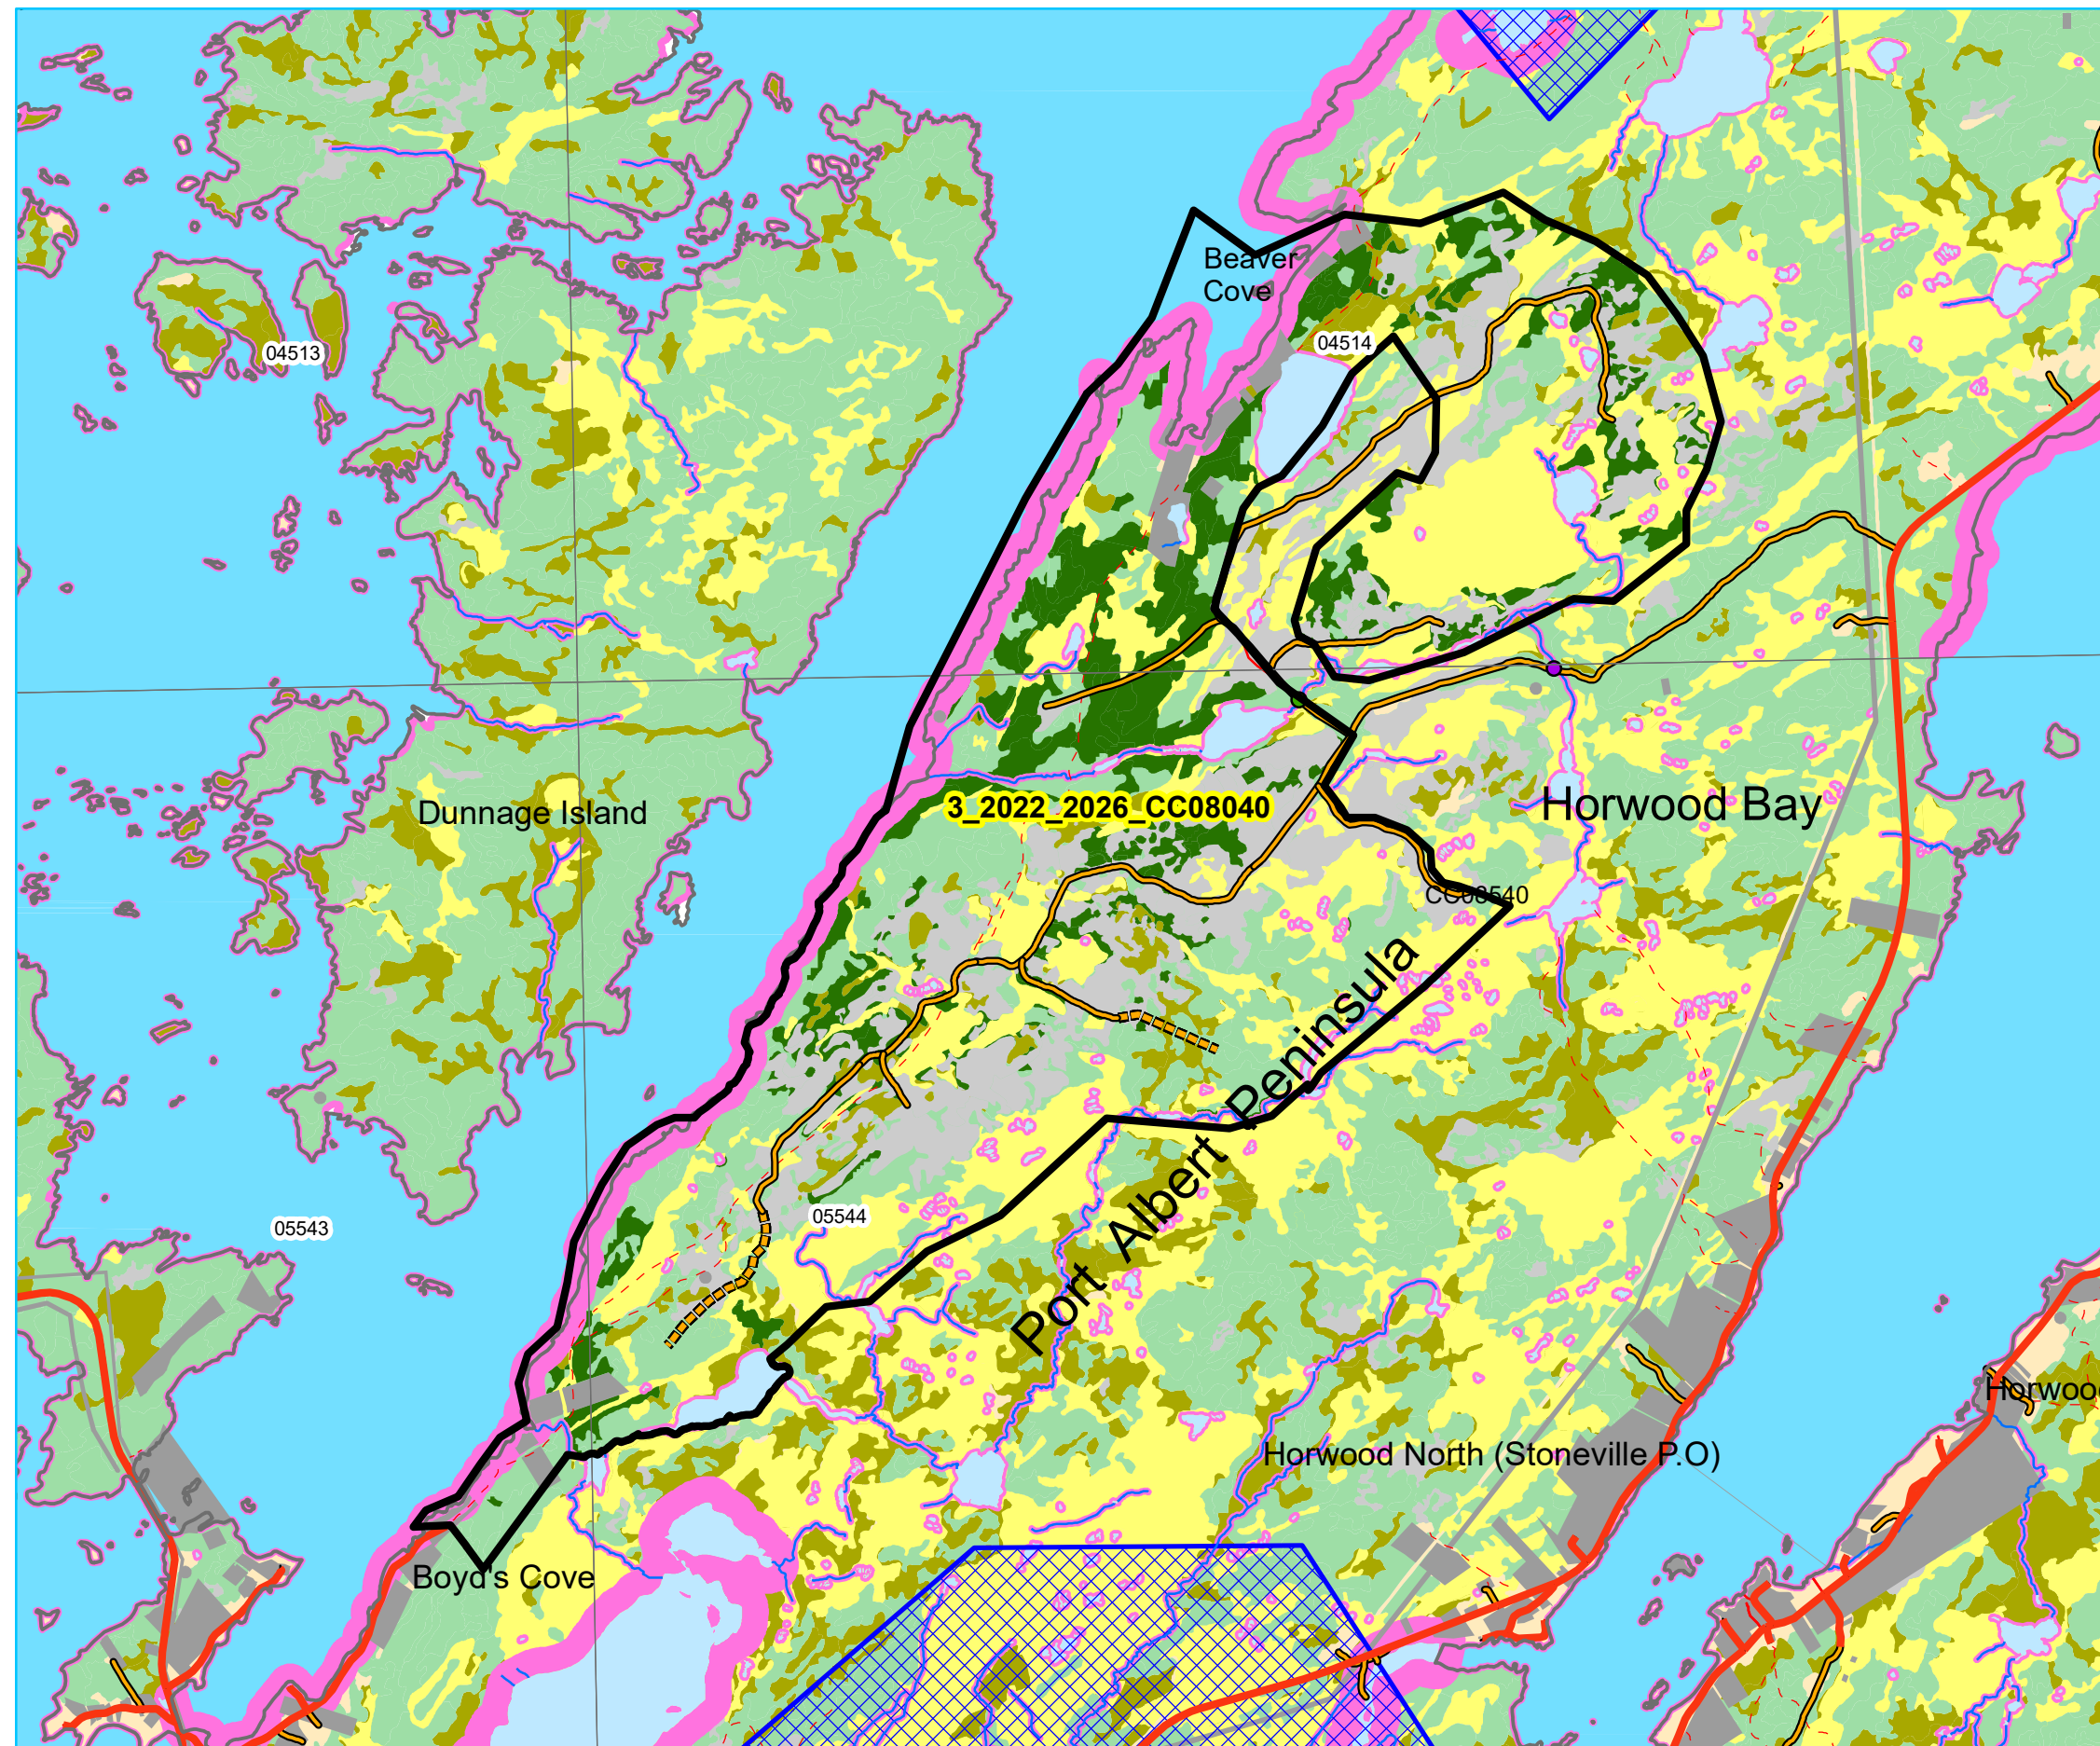 Beaver
Cove
04514
04513
3_2022_2026_CC08040
Dunnage Island
Horwood Bay
CC08540
Port Albert Peninsula
05544
05543
Horwood
Horwood North (Stoneville P.O)
Boyd's Cove